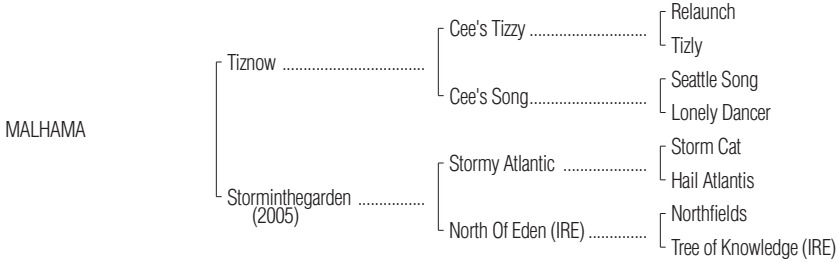 Relaunch
Cee's Tizzy ..............................
Tizly
Tiznow ....................................
Seattle Song
Cee's Song..............................
Lonely Dancer
MALHAMA
Storm Cat
Stormy Atlantic .....................
Hail Atlantis
Storminthegarden .................
(2005)
Northfields
North Of Eden (IRE) ...............
Tree of Knowledge (IRE)